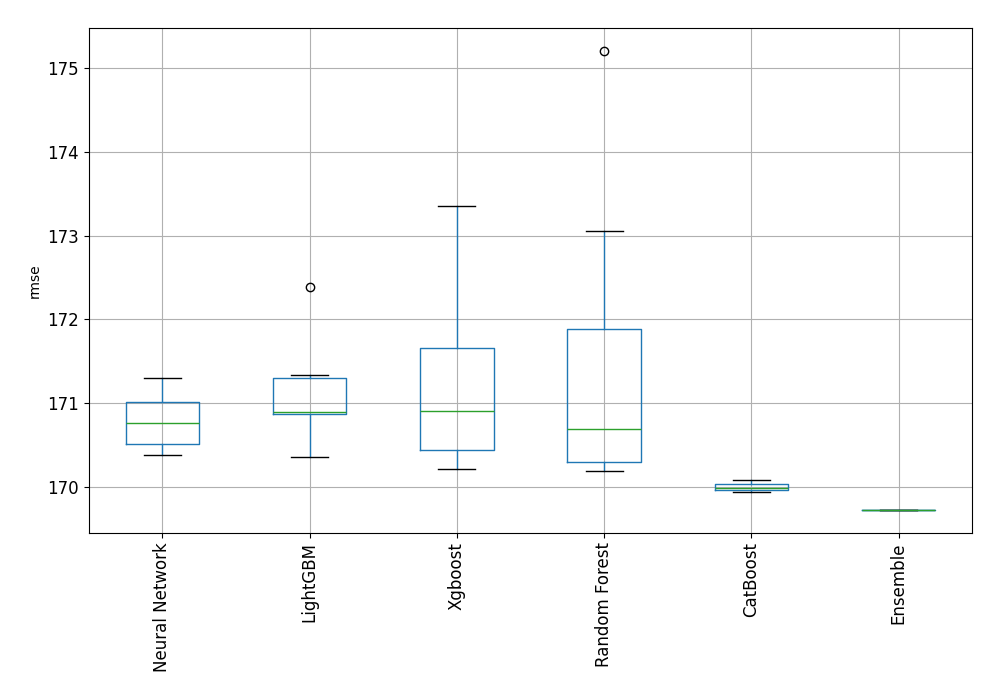 175
174
173
172
171
170
rmse
Neural Network
LightGBM
Xgboost
Random Forest
CatBoost
Ensemble